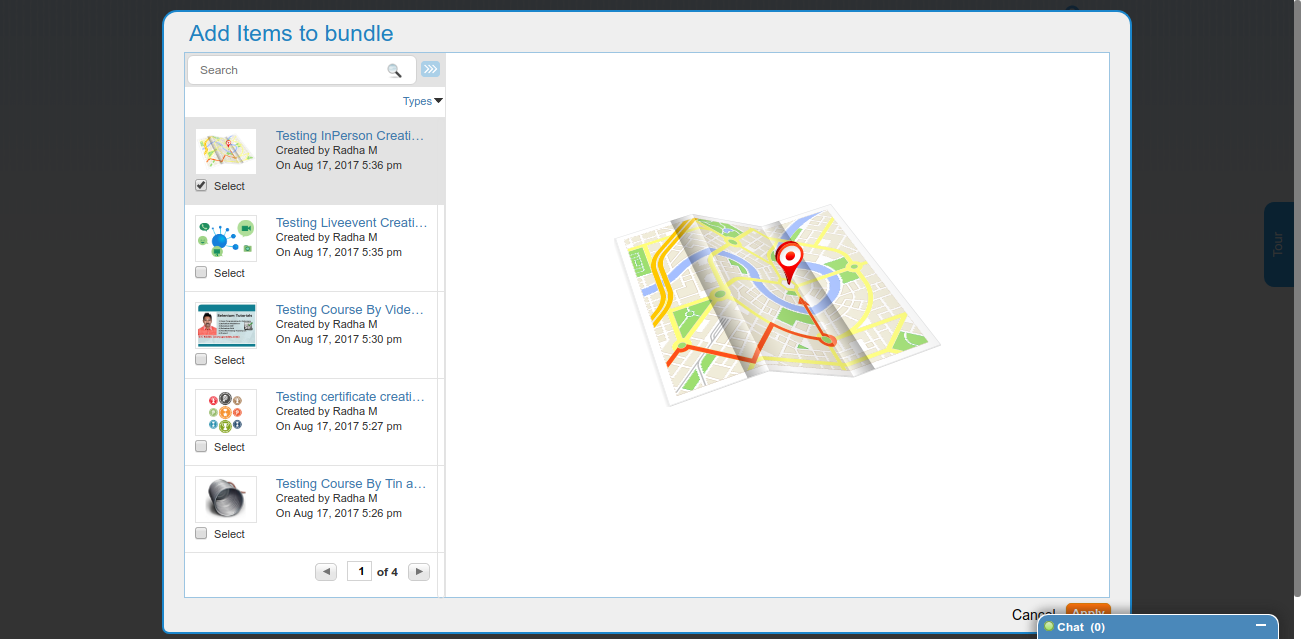 Add Items to bundle
Search
Types
Testing InPerson Creati...
Created by Radha M
On Aug 17, 2017 5:36 pm
Select
Testing Liveevent Creati...
Created by Radha M
On Aug 17, 2017 5:35 pm
Select
Testing Course By Vide...
Created by Radha M
On Aug 17, 2017 5:30 pm
Select
Selenium Tutorials
Testing certificate creati...
Created by Radha M
On Aug 17, 2017 5:27 pm
Select
Testing Course By Tin a...
Created by Radha M
On Aug 17, 2017 5:26 pm
Select
1 of 4
Cancel Apply
Chat (0)
Tour